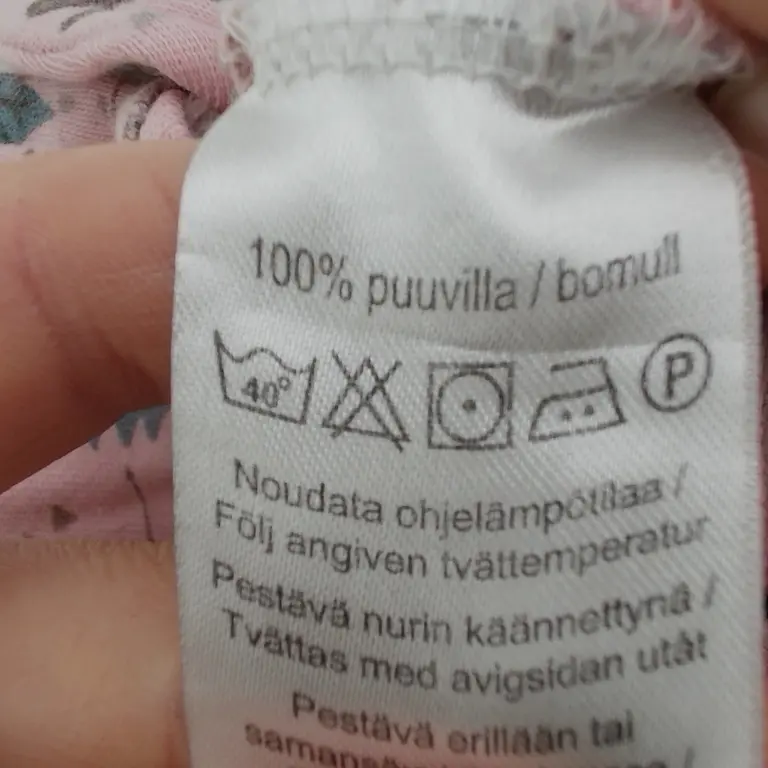 100% puuvilla / bomull
40°
P
Noudata ohjelämpötilaa /
Följ angiven tvättemperatur
Pestävä nurin käännettynä /
Tvättas med avigsidan utåt
Pestävä erillään tai
/